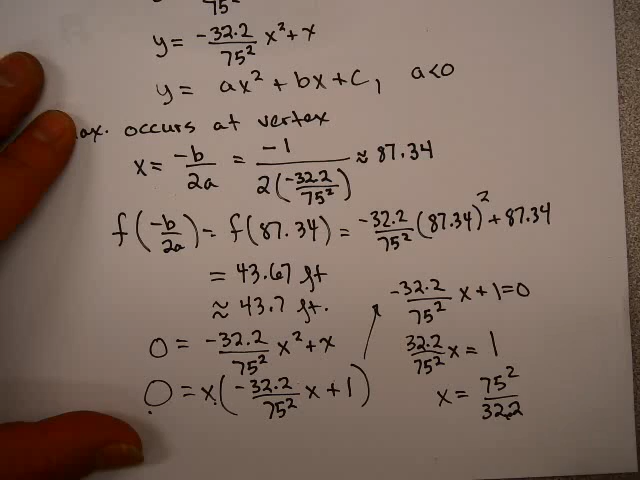 75²
y = -32.2/75² x² + x
y = ax² + bx + c, a<0
ax. occurs at vertex
x = -b/2a = -1/2(-32.2/75²) ≈ 87.34
f(-b/2a) = f(87.34) = -32.2/75² (87.34)² + 87.34
= 43.67 ft
≈ 43.7 ft.
0 = -32.2/75² x² + x
0 = x(-32.2/75² x + 1)
-32.2/75² x + 1 = 0
32.2/75² x = 1
x = 75²/32.2